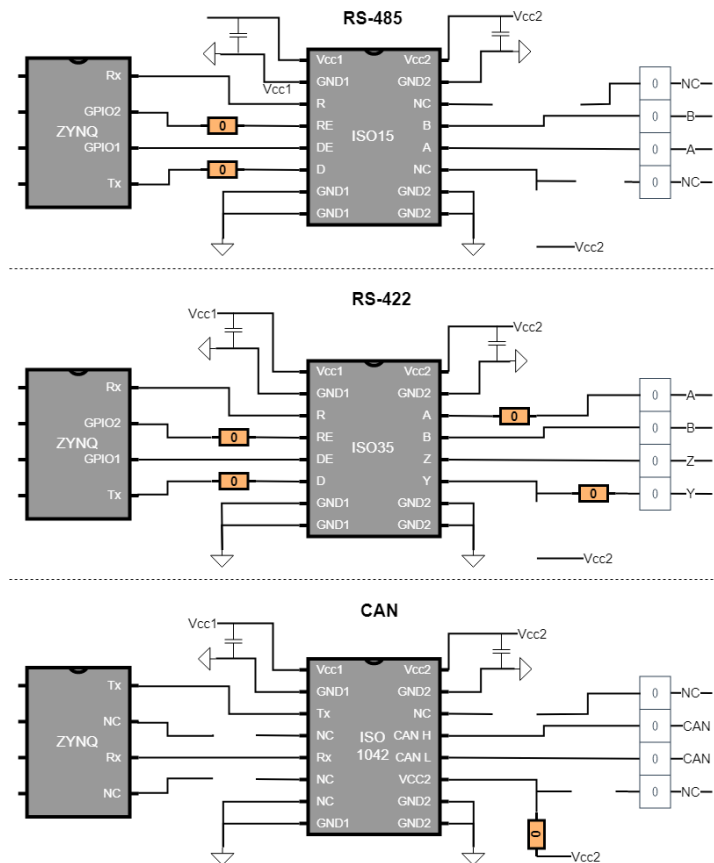 RS-485
Vcc2
Vcc1
Vcc1 Vcc2
Rx GND1 GND2 0 NC
R NC
GPIO2 0 RE B 0 B
ZYNQ ISO15
GPIO1 DE A 0 A
Tx 0 D NC 0 NC
GND1 GND2
GND1 GND2
Vcc2
RS-422
Vcc1 Vcc2
Vcc1 Vcc2
Rx GND1 GND2 0 A
R A 0
GPIO2 0 RE B 0 B
ZYNQ ISO35
GPIO1 DE Z 0 Z
Tx 0 D Y 0 0 Y
GND1 GND2
GND1 GND2
Vcc2
CAN
Vcc1 Vcc2
Vcc1 Vcc2
Tx GND1 GND2 0 NC
Tx NC
NC NC ISO CAN H 0 CAN
ZYNQ 1042
Rx Rx CAN L 0 CAN
NC NC VCC2 0 NC
NC GND2
GND1 GND2 0
Vcc2